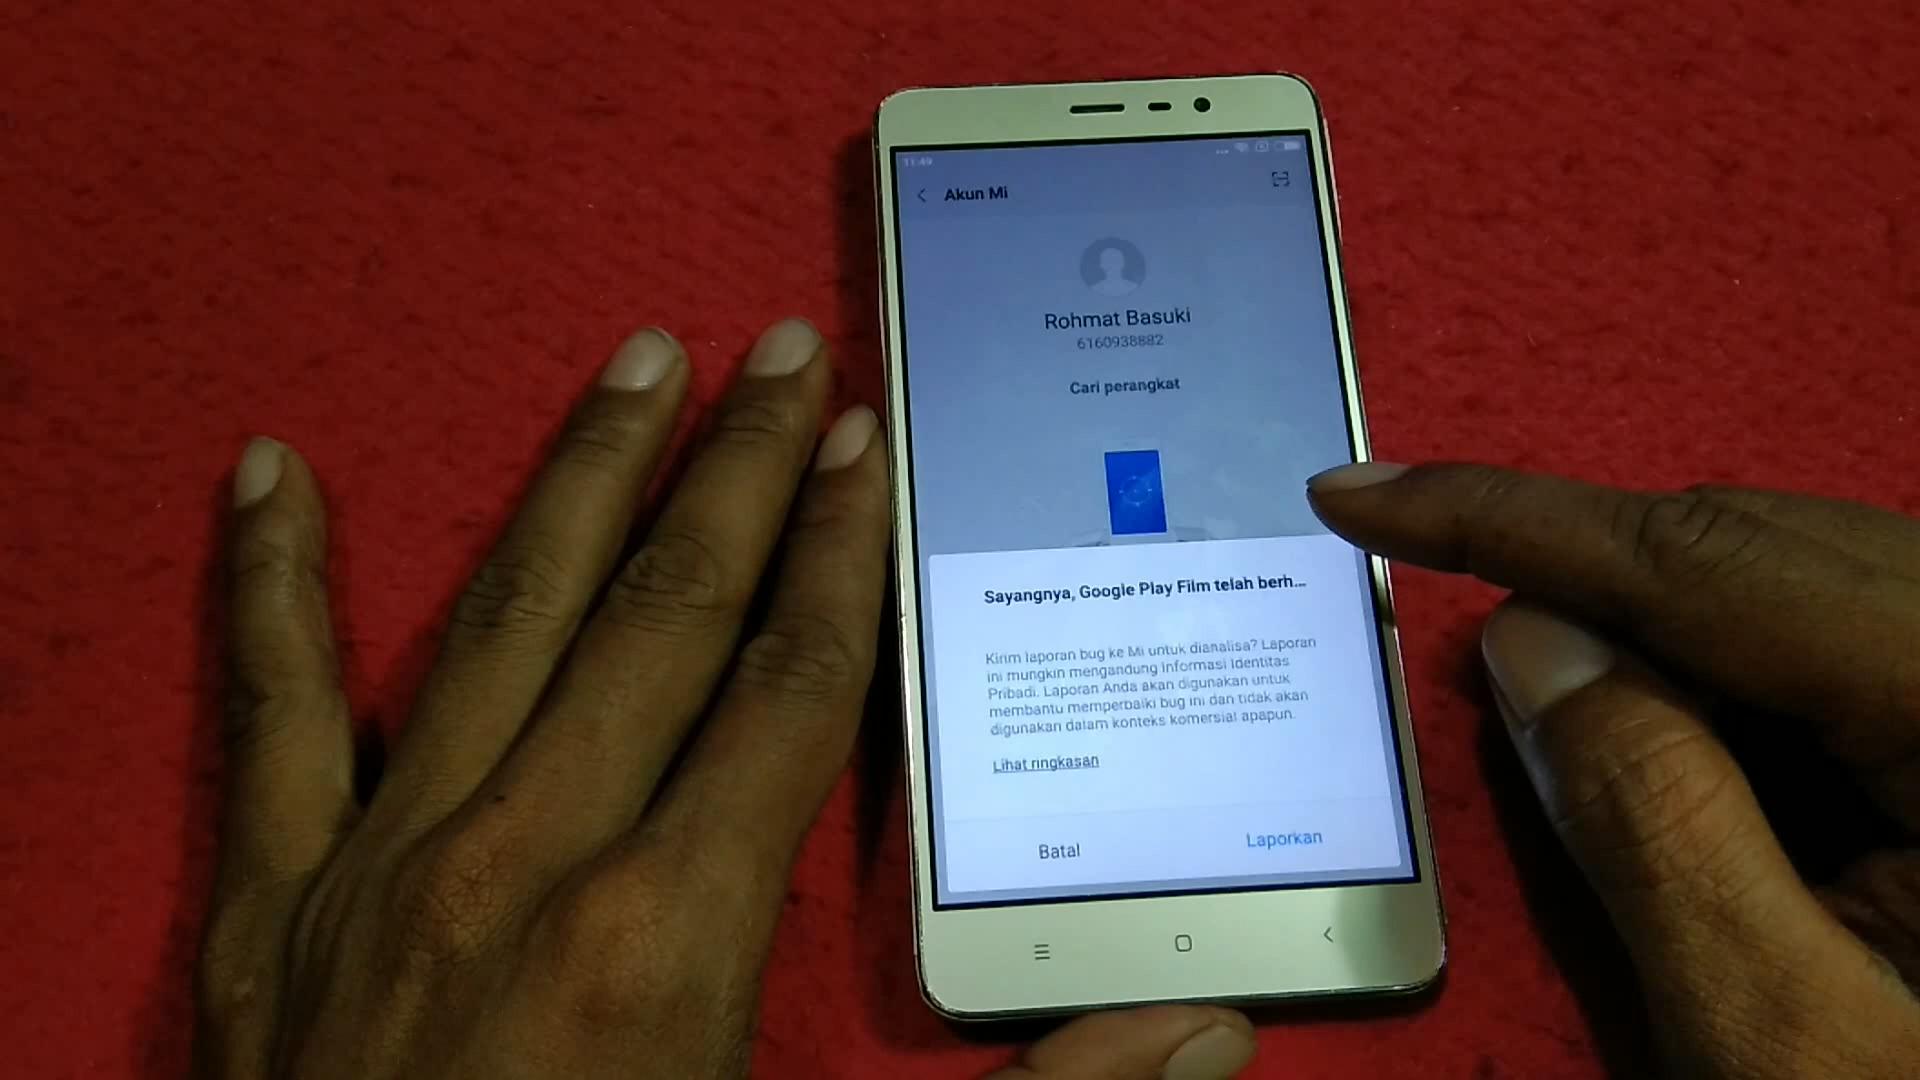 11:49
Akun Mi
Rohmat Basuki
6160938882
Cari perangkat
Sayangnya, Google Play Film telah berh...
Kirim laporan bug ke Mi untuk dianalisa? Laporan
ini mungkin mengandung Informasi Identitas
Pribadi. Laporan Anda akan digunakan untuk
membantu memperbaiki bug ini dan tidak akan
digunakan dalam konteks komersial apapun.
Lihat ringkasan
Batal
Laporkan